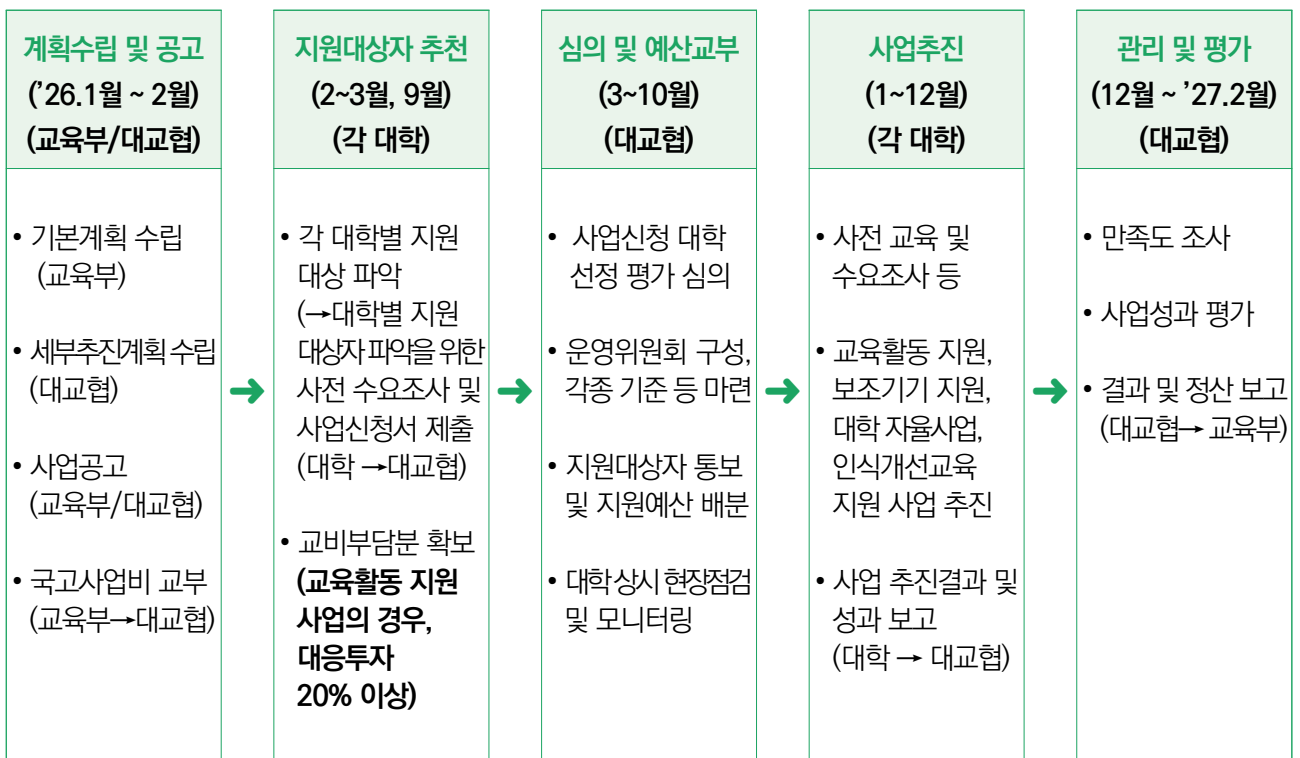 계획수립 및 공고
('26.1월 ~ 2월)
(교육부/대교협)
• 기본계획 수립
(교육부)
• 세부추진계획 수립
(대교협)
• 사업공고
(교육부/대교협)
• 국고사업비 교부
(교육부→대교협)
➜
지원대상자 추천
(2~3월, 9월)
(각 대학)
• 각 대학별 지원
대상 파악
(→대학별 지원
대상자 파악을 위한
사전 수요조사 및
사업신청서 제출
(대학 →대교협)
• 교비부담분 확보
(교육활동 지원
사업의 경우,
대응투자
20% 이상)
➜
심의 및 예산교부
(3~10월)
(대교협)
• 사업신청 대학
선정 평가 심의
• 운영위원회 구성,
각종 기준 등 마련
• 지원대상자 통보
및 지원예산 배분
• 대학 상시 현장점검
및 모니터링
➜
사업추진
(1~12월)
(각 대학)
• 사전 교육 및
수요조사 등
• 교육활동 지원,
보조기기 지원,
대학 자율사업,
인식개선교육
지원 사업 추진
• 사업 추진결과 및
성과 보고
(대학 → 대교협)
➜
관리 및 평가
(12월 ~ '27.2월)
(대교협)
• 만족도 조사
• 사업성과 평가
• 결과 및 정산 보고
(대교협→ 교육부)